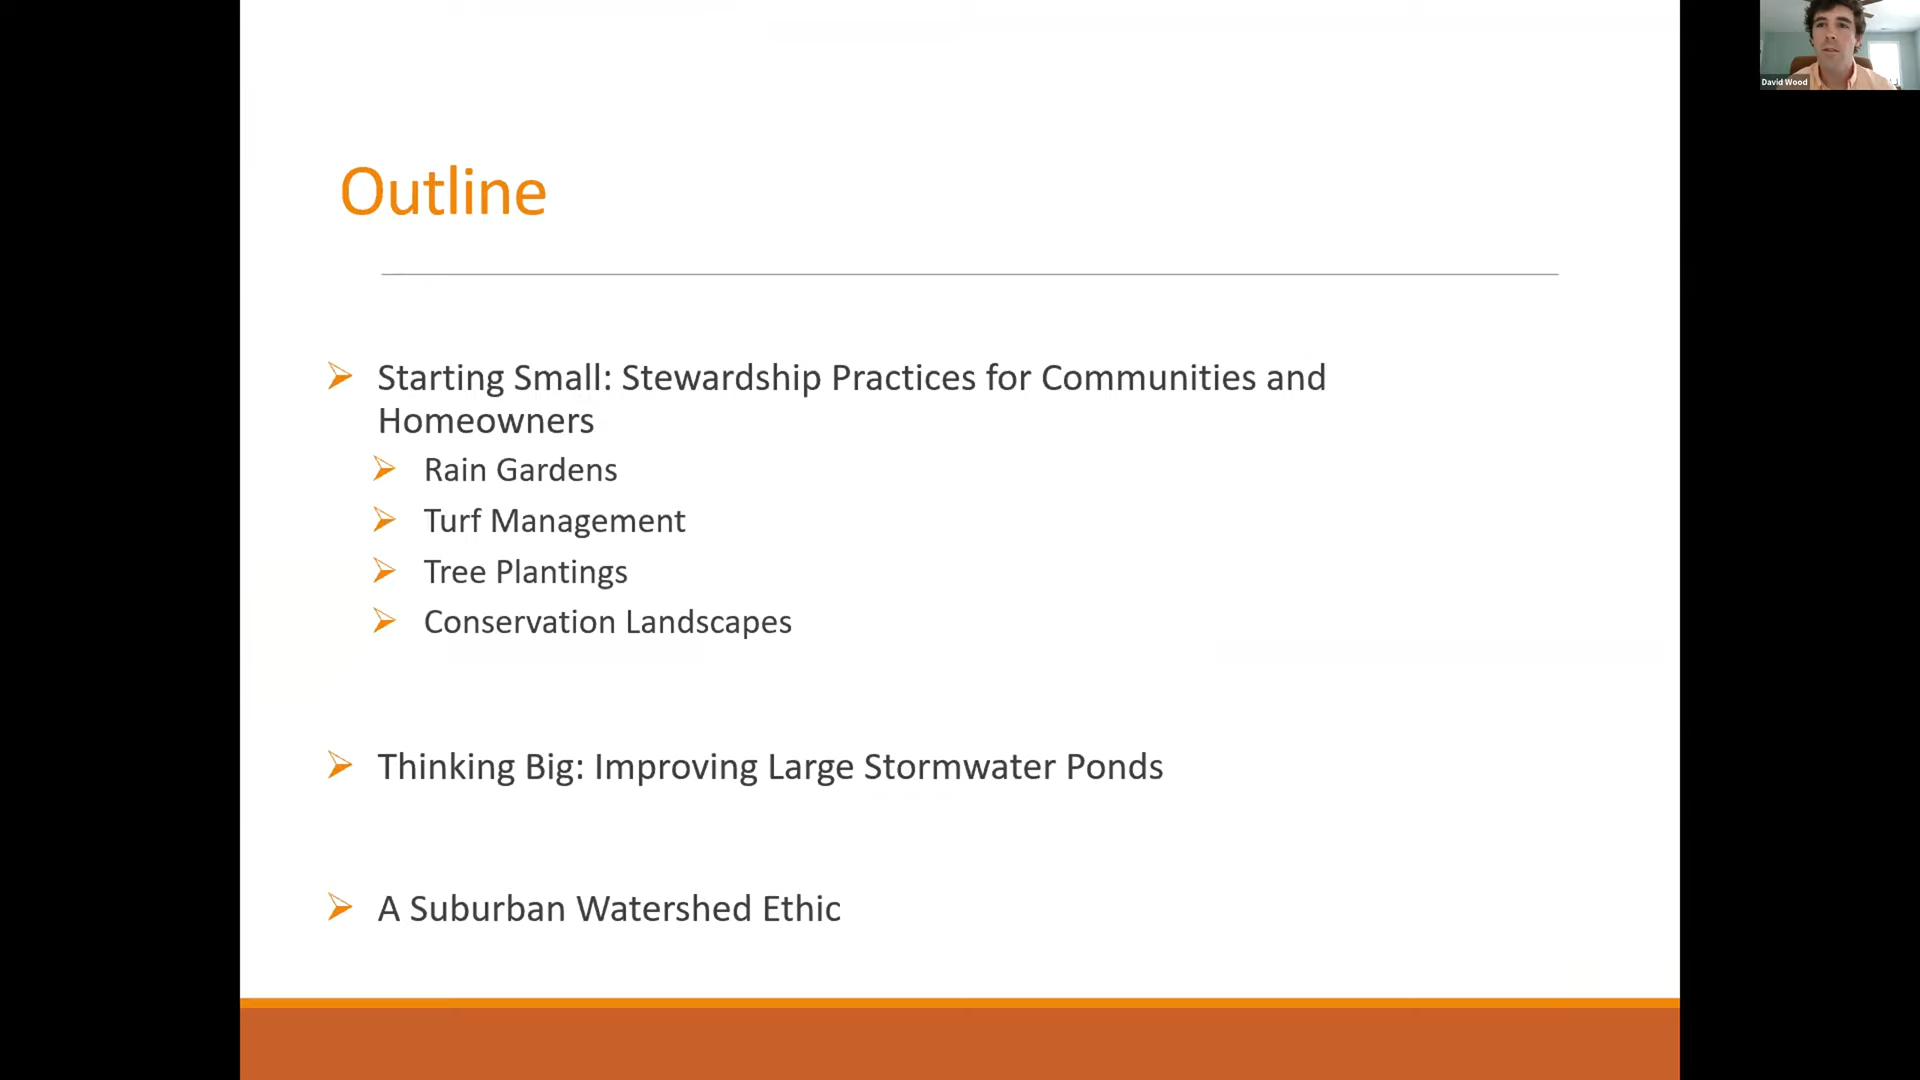 David Wood
Outline
Starting Small: Stewardship Practices for Communities and
Homeowners
Rain Gardens
Turf Management
Tree Plantings
Conservation Landscapes
Thinking Big: Improving Large Stormwater Ponds
A Suburban Watershed Ethic